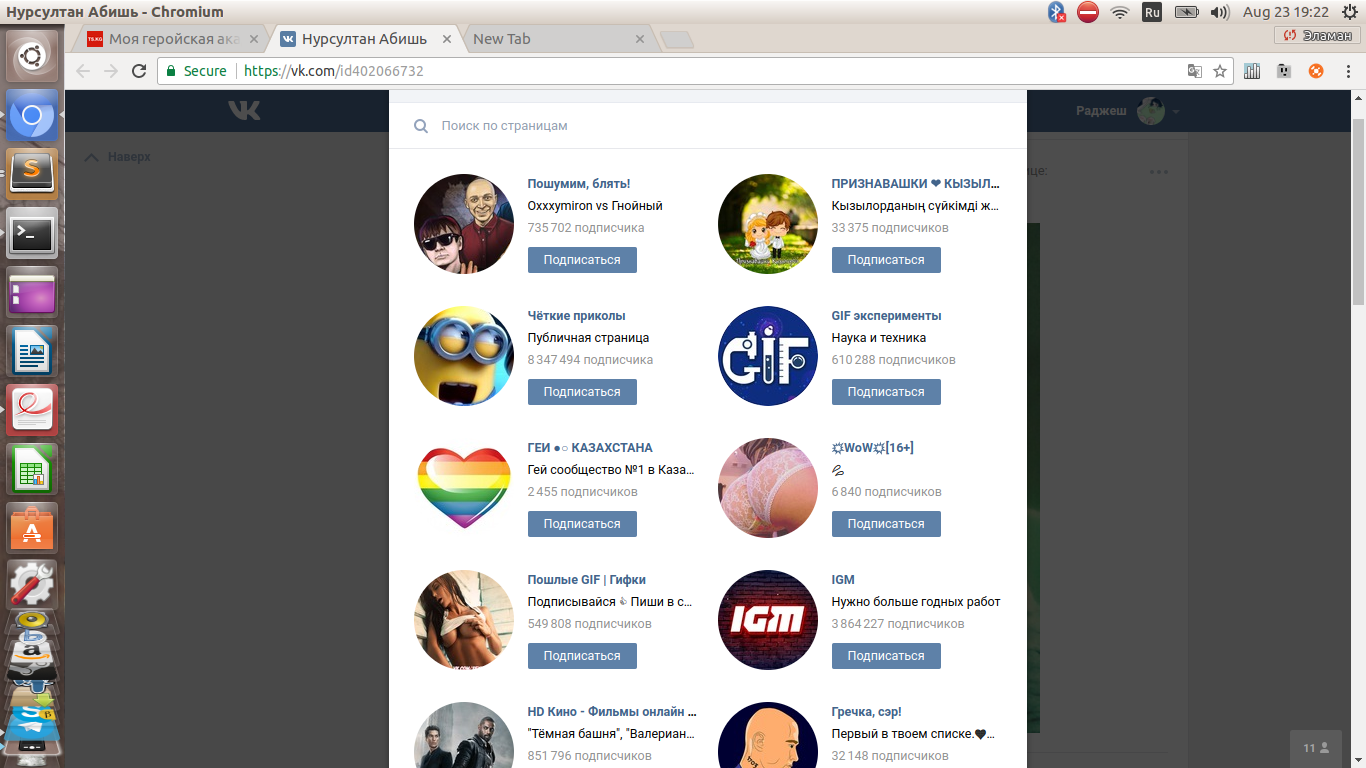 Нурсултан Абишь - Chromium
Ru
Aug 23 19:22
Моя геройская ака
Нурсултан Абишь
New Tab
Эламан
Secure
https://vk.com/id402066732
Раджеш
Поиск по страницам
Наверх
це:
Пошумим, блять!
Oxxxymiron vs Гнойный
735 702 подписчика
Подписаться
ПРИЗНАВАШКИ ❤ КЫЗЫЛ...
Кызылорданың сүйкімді ж...
33 375 подписчиков
Подписаться
Чёткие приколы
Публичная страница
8 347 494 подписчика
Подписаться
GIF
GIF эксперименты
Наука и техника
610 288 подписчиков
Подписаться
ГЕИ ●○ КАЗАХСТАНА
Гей сообщество №1 в Каза...
2 455 подписчиков
Подписаться
💥WoW💥[16+]
💦
6 840 подписчиков
Подписаться
Пошлые GIF | Гифки
Подписывайся 👍 Пиши в с...
549 808 подписчиков
Подписаться
IGM
IGM
Нужно больше годных работ
3 864 227 подписчиков
Подписаться
HD Кино - Фильмы онлайн ...
"Тёмная башня", "Валериан...
851 796 подписчиков
Гречка, сэр!
Первый в твоем списке.🖤...
32 148 подписчиков
11